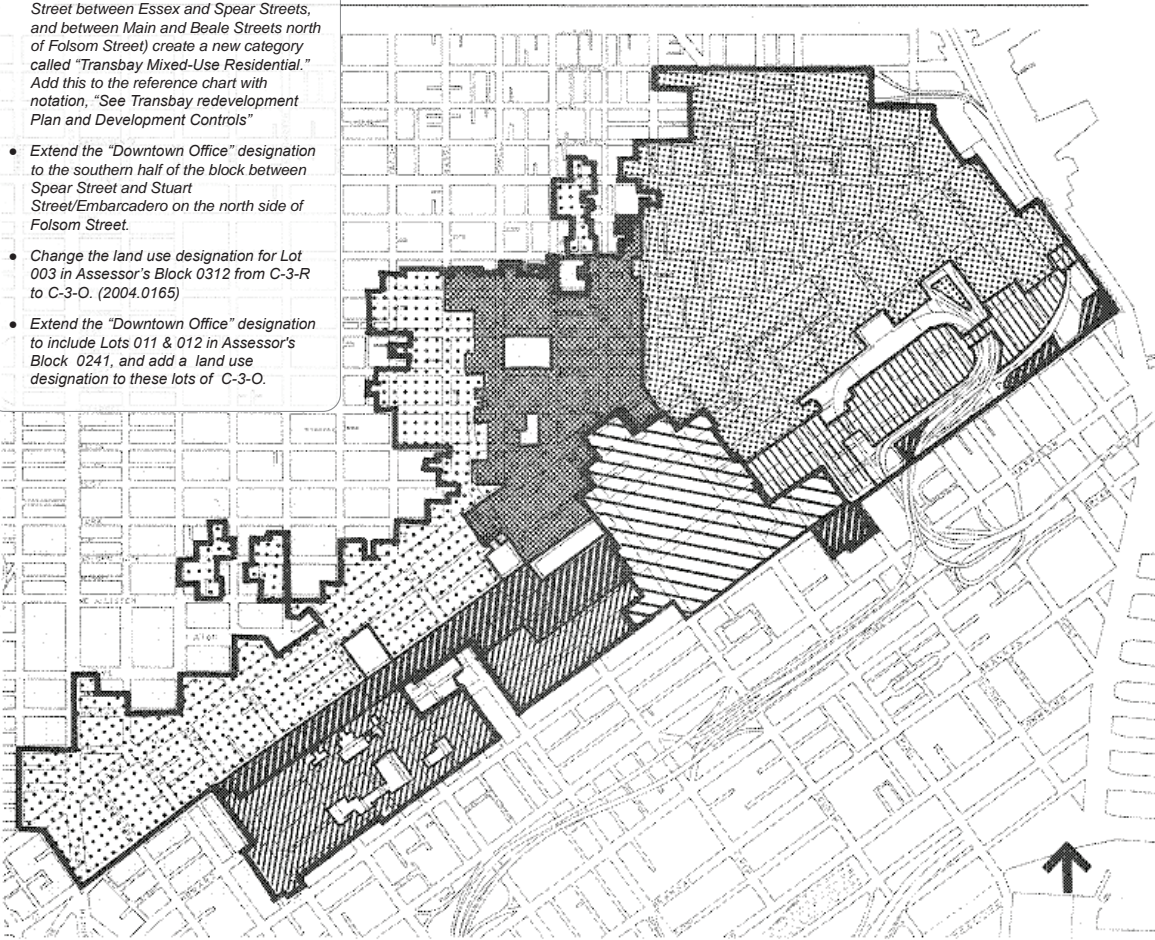 Street between Essex and Spear Streets,
and between Main and Beale Streets north
of Folsom Street) create a new category
called “Transbay Mixed-Use Residential.”
Add this to the reference chart with
notation, “See Transbay redevelopment
Plan and Development Controls”
● Extend the “Downtown Office” designation
to the southern half of the block between
Spear Street and Stuart
Street/Embarcadero on the north side of
Folsom Street.
● Change the land use designation for Lot
003 in Assessor’s Block 0312 from C-3-R
to C-3-O. (2004.0165)
● Extend the “Downtown Office” designation
to include Lots 011 & 012 in Assessor's
Block 0241, and add a land use
designation to these lots of C-3-O.